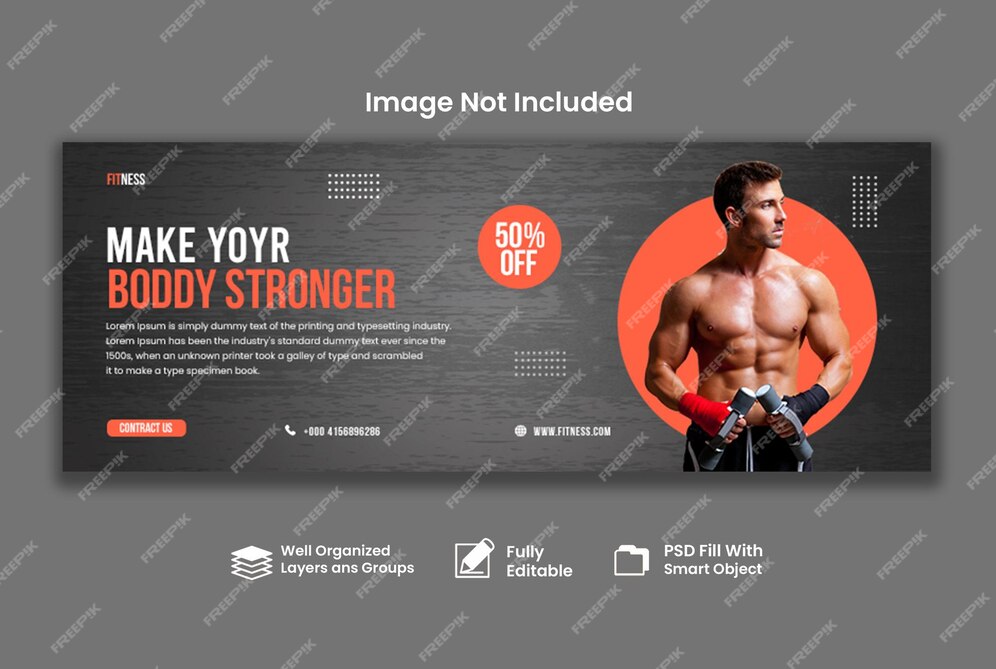 Image Not Included
FITNESS
MAKE YOYR
BODDY STRONGER
50%
OFF
Lorem Ipsum is simply dummy text of the printing and typesetting industry.
Lorem Ipsum has been the industry's standard dummy text ever since the
1500s, when an unknown printer took a galley of type and scrambled
it to make a type specimen book.
CONTACT US
+000 4156896286
WWW.FITNESS.COM
Well Organized
Layers ans Groups
Fully
Editable
PSD Fill With
Smart Object
FREEPIK